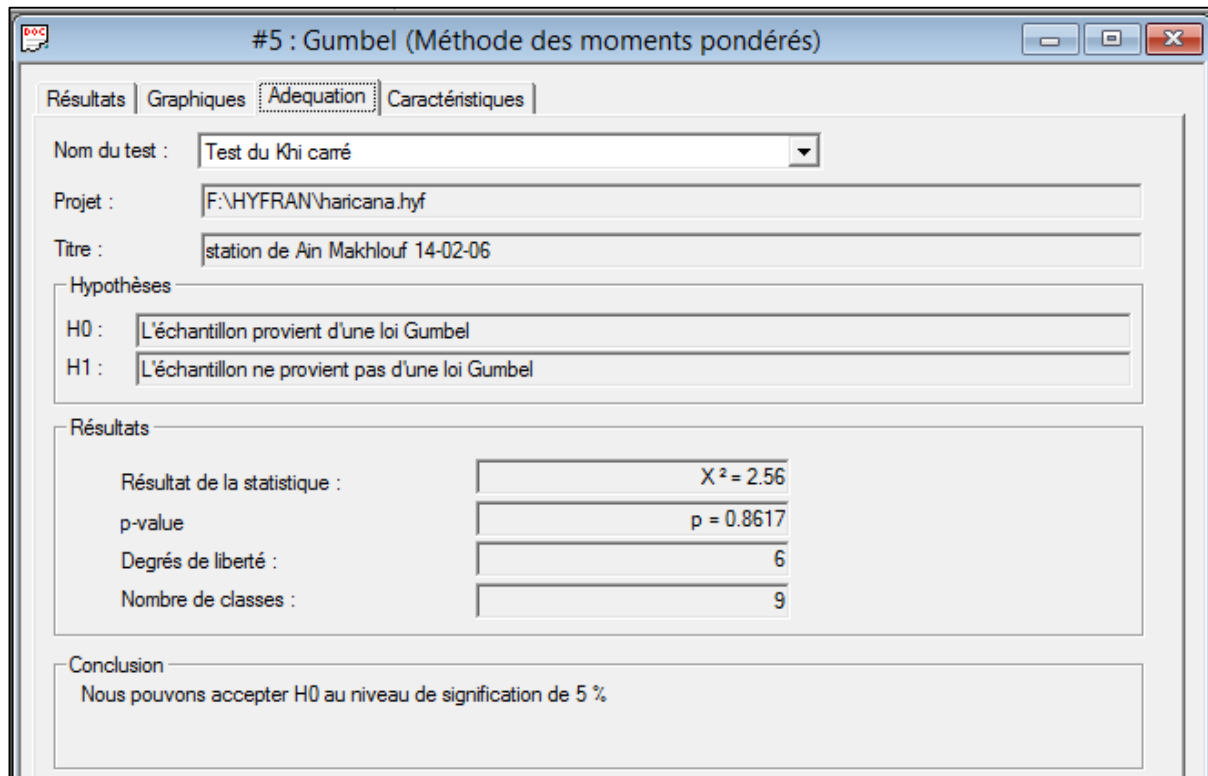 DOC
#5 : Gumbel (Méthode des moments pondérés)
Résultats Graphiques Adequation Caractéristiques
Nom du test : Test du Khi carré
Projet : F:\HYFRAN\haricana.hyf
Titre : station de Ain Makhlouf 14-02-06
Hypothèses
H0 : L'échantillon provient d'une loi Gumbel
H1 : L'échantillon ne provient pas d'une loi Gumbel
Résultats
Résultat de la statistique : X² = 2.56
p-value p = 0.8617
Degrés de liberté : 6
Nombre de classes : 9
Conclusion
Nous pouvons accepter H0 au niveau de signification de 5 %